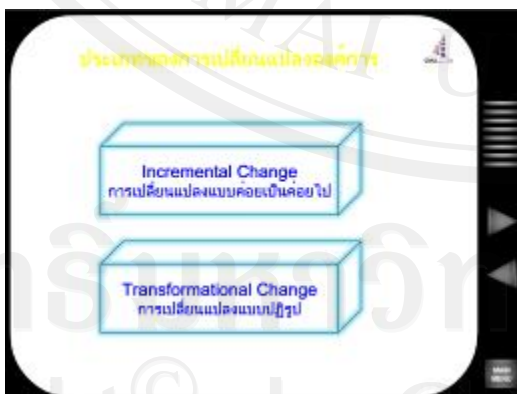 ประเภทของการเปลี่ยนแปลงองค์การ
Incremental Change
การเปลี่ยนแปลงแบบค่อยเป็นค่อยไป
Transformational Change
การเปลี่ยนแปลงแบบปฏิรูป
MAIN
MENU